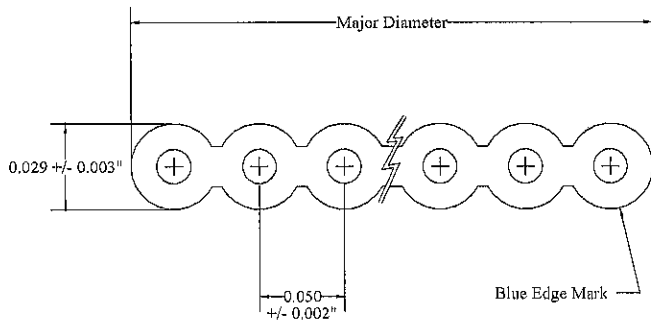 Major Diameter
0.029 +/- 0.003"
0.050
+/- 0.002"
Blue Edge Mark